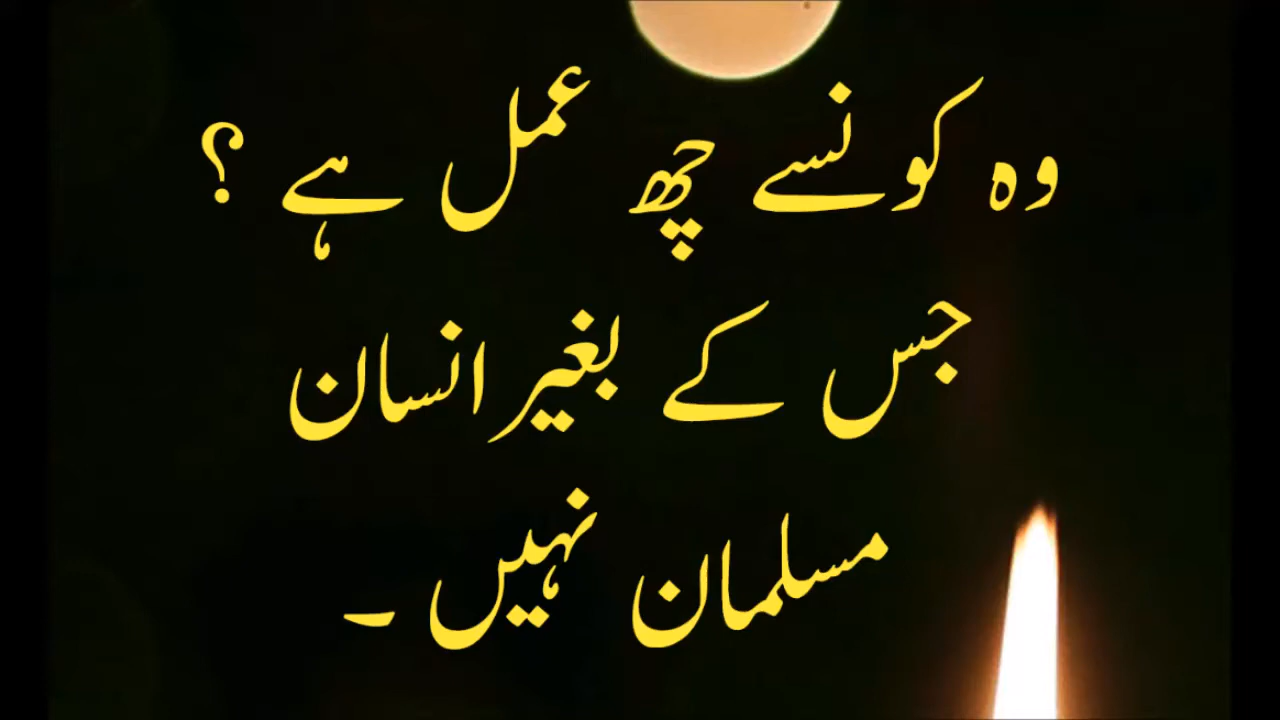 وہ کونسے چھ عمل ہے ؟
جس کے بغیر انسان
مسلمان نہیں ۔